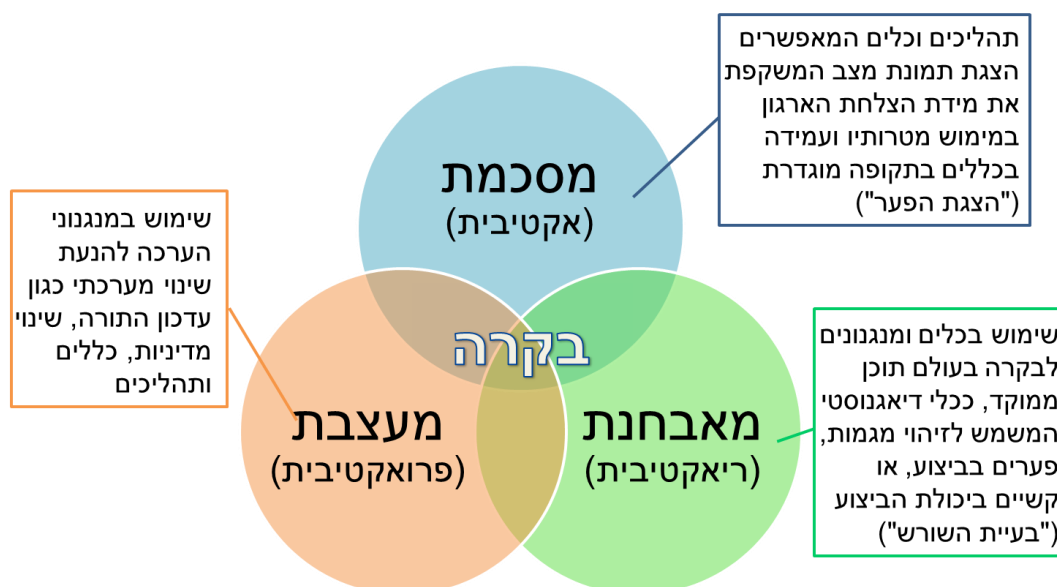 תהליכים וכלים המאפשרים
הצגת תמונת מצב המשקפת
את מידת הצלחת הארגון
במימוש מטרותיו ועמידה
בכללים בתקופה מוגדרת
("הצגת הפער")
מסכמת
(אקטיבית)
שימוש במנגנוני
הערכה להנעת
שינוי מערכתי כגון
עדכון התורה, שינוי
מדיניות, כללים
ותהליכים
בקרה
שימוש בכלים ומנגנונים
לבקרה בעולם תוכן
ממוקד, ככלי דיאגנוסטי
המשמש לזיהוי מגמות,
פערים בביצוע, או
קשיים ביכולת הביצוע
("בעיית השורש")
מאבחנת
(ריאקטיבית)
מעצבת
(פרואקטיבית)